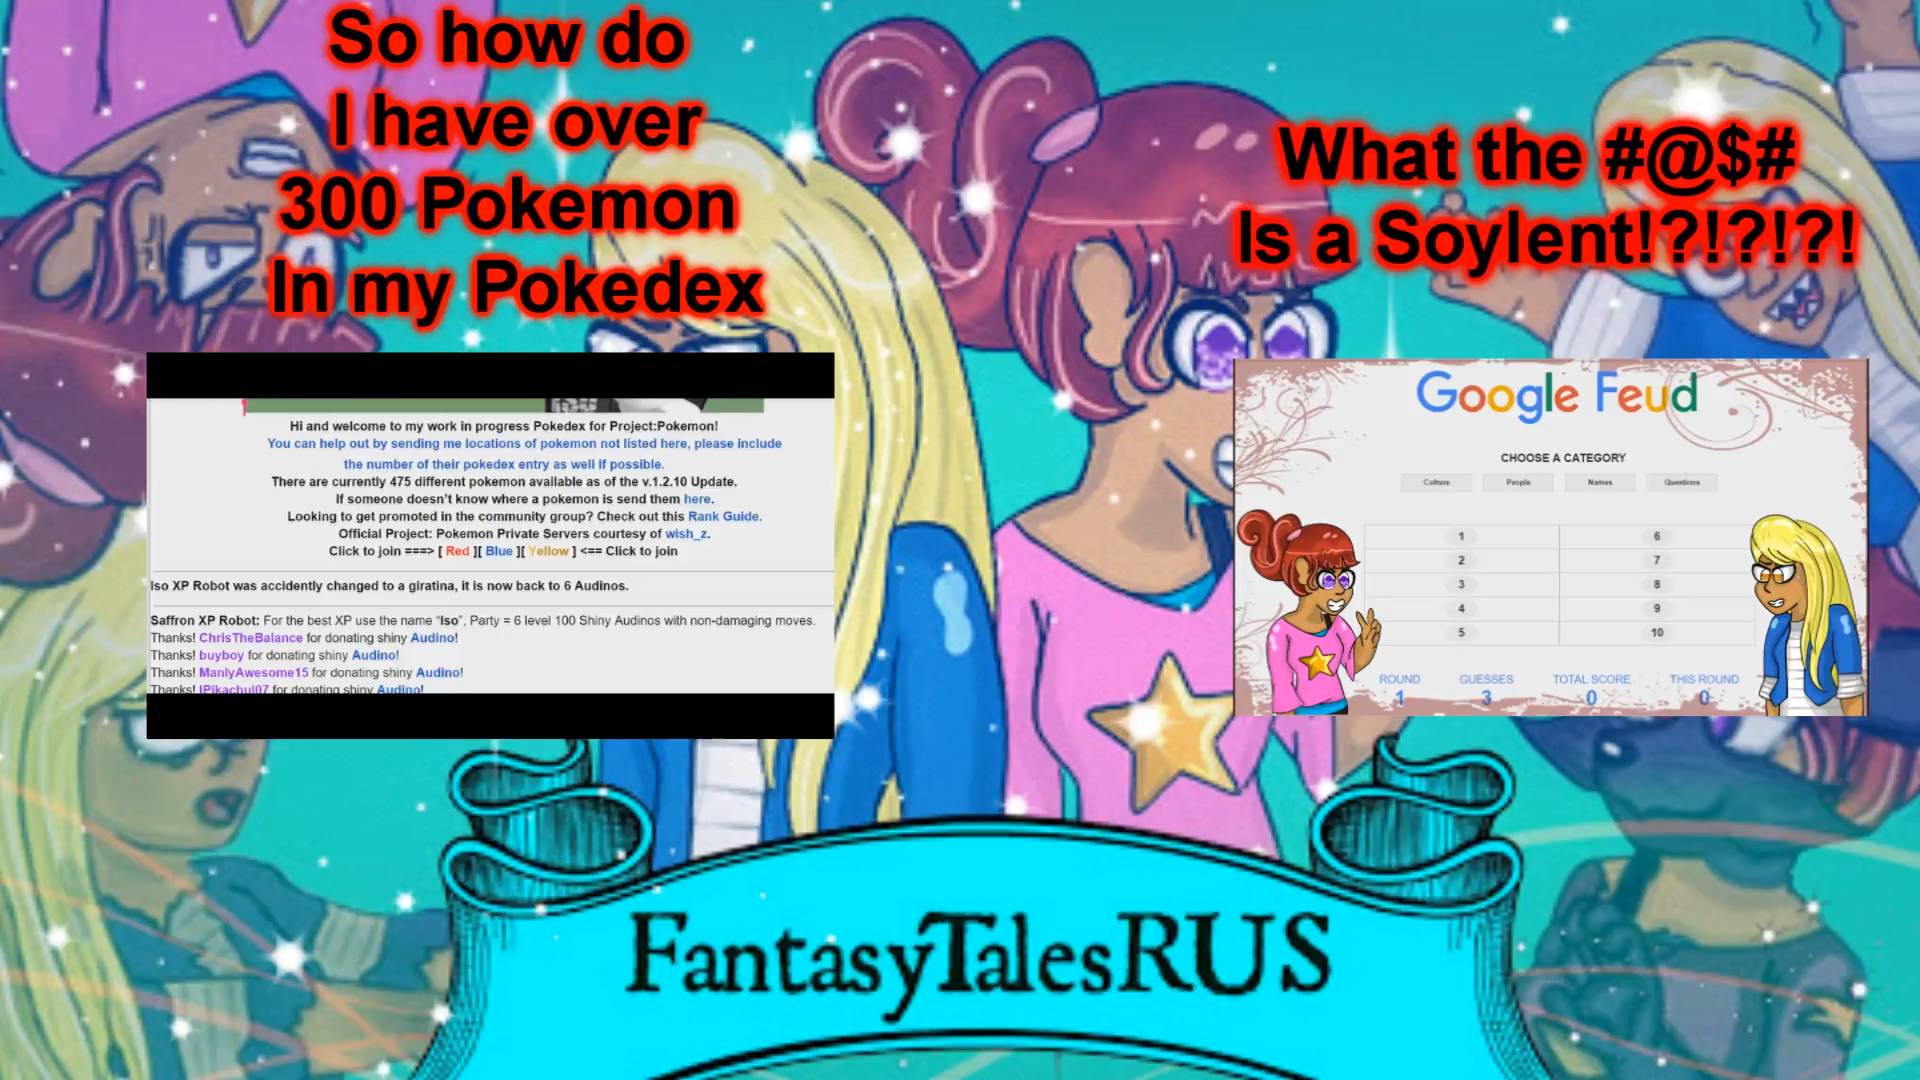 So how do
I have over
300 Pokemon
In my Pokedex
What the #@$#
Is a Soylent!?!?!?!
Hi and welcome to my work in progress Pokedex for Project:Pokemon!
You can help out by sending me locations of pokemon not listed here, please include
the number of their pokedex entry as well if possible.
There are currently 475 different pokemon available as of the v.1.2.10 Update.
If someone doesn't know where a pokemon is send them here.
Looking to get promoted in the community group? Check out this Rank Guide.
Official Project: Pokemon Private Servers courtesy of wish_z.
Click to join ===> [ Red ][ Blue ][ Yellow ] <== Click to join
Iso XP Robot was accidently changed to a giratina, it is now back to 6 Audinos.
Saffron XP Robot: For the best XP use the name "Iso", Party = 6 level 100 Shiny Audinos with non-damaging moves.
Thanks! ChrisTheBalance for donating shiny Audino!
Thanks! buyboy for donating shiny Audino!
Thanks! ManlyAwesome15 for donating shiny Audino!
Thanks! IPikachuI07 for donating shiny Audino!
Google Feud
CHOOSE A CATEGORY
Culture People Names Questions
1 6
2 7
3 8
4 9
5 10
ROUND GUESSES TOTAL SCORE THIS ROUND
1 3 0 0
FantasyTalesRUS